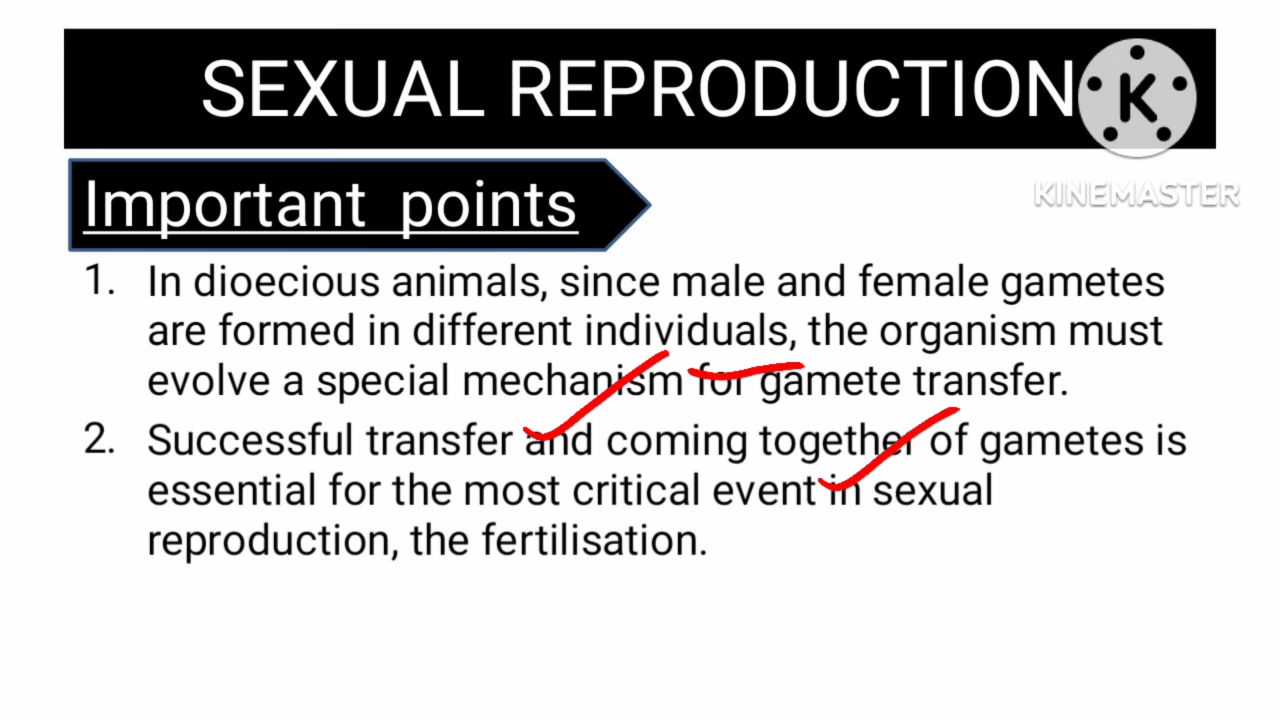 SEXUAL REPRODUCTION
K
KINEMASTER
Important points
1. In dioecious animals, since male and female gametes
are formed in different individuals, the organism must
evolve a special mechanism for gamete transfer.
2. Successful transfer and coming together of gametes is
essential for the most critical event in sexual
reproduction, the fertilisation.